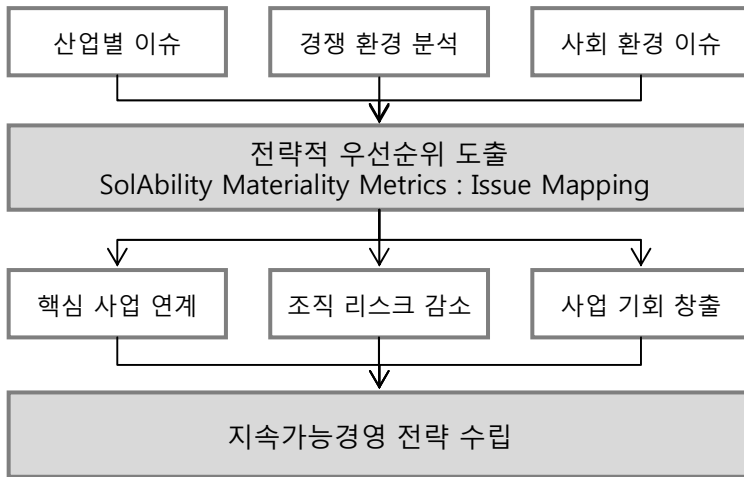 산업별 이슈
경쟁 환경 분석
사회 환경 이슈
전략적 우선순위 도출
SolAbility Materiality Metrics : Issue Mapping
핵심 사업 연계
조직 리스크 감소
사업 기회 창출
지속가능경영 전략 수립